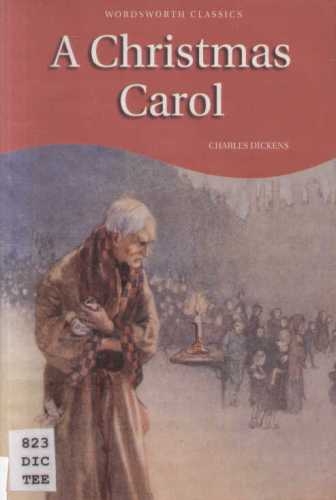 WORDSWORTH CLASSICS
A Christmas
Carol
CHARLES DICKENS
823
DIC
TEE